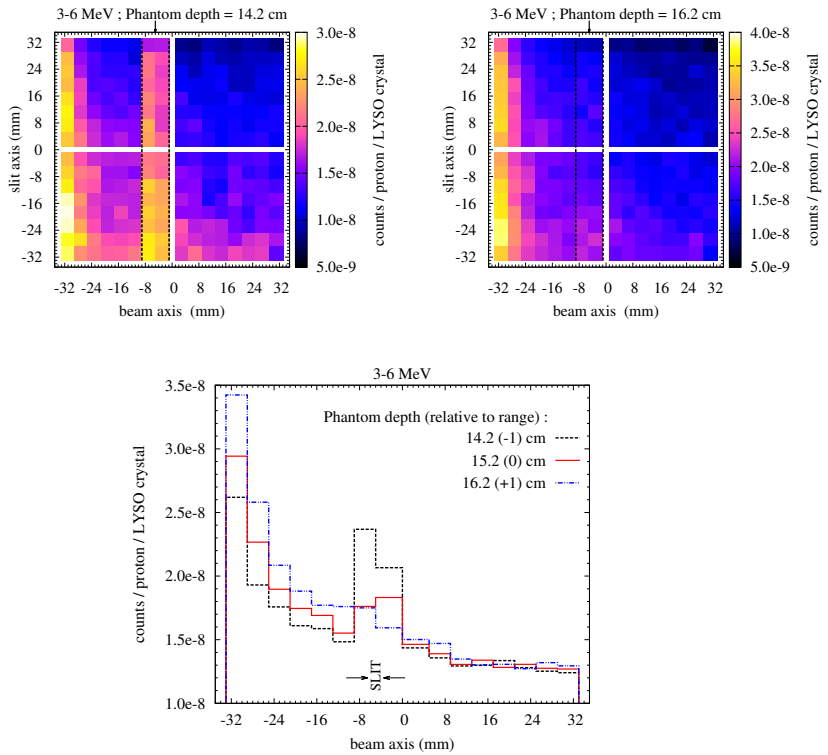 3-6 MeV ; Phantom depth = 14.2 cm
slit axis (mm)
32
24
16
8
0
-8
-16
-24
-32
-32 -24 -16 -8 0 8 16 24 32
beam axis (mm)
3.0e-8
2.5e-8
2.0e-8
1.5e-8
1.0e-8
5.0e-9
counts / proton / LYSO crystal
3-6 MeV ; Phantom depth = 16.2 cm
slit axis (mm)
32
24
16
8
0
-8
-16
-24
-32
-32 -24 -16 -8 0 8 16 24 32
beam axis (mm)
4.0e-8
3.5e-8
3.0e-8
2.5e-8
2.0e-8
1.5e-8
1.0e-8
5.0e-9
counts / proton / LYSO crystal
3-6 MeV
counts / proton / LYSO crystal
3.5e-8
3.0e-8
2.5e-8
2.0e-8
1.5e-8
1.0e-8
Phantom depth (relative to range) :
14.2 (-1) cm
15.2 (0) cm
16.2 (+1) cm
SLIT
-32 -24 -16 -8 0 8 16 24 32
beam axis (mm)